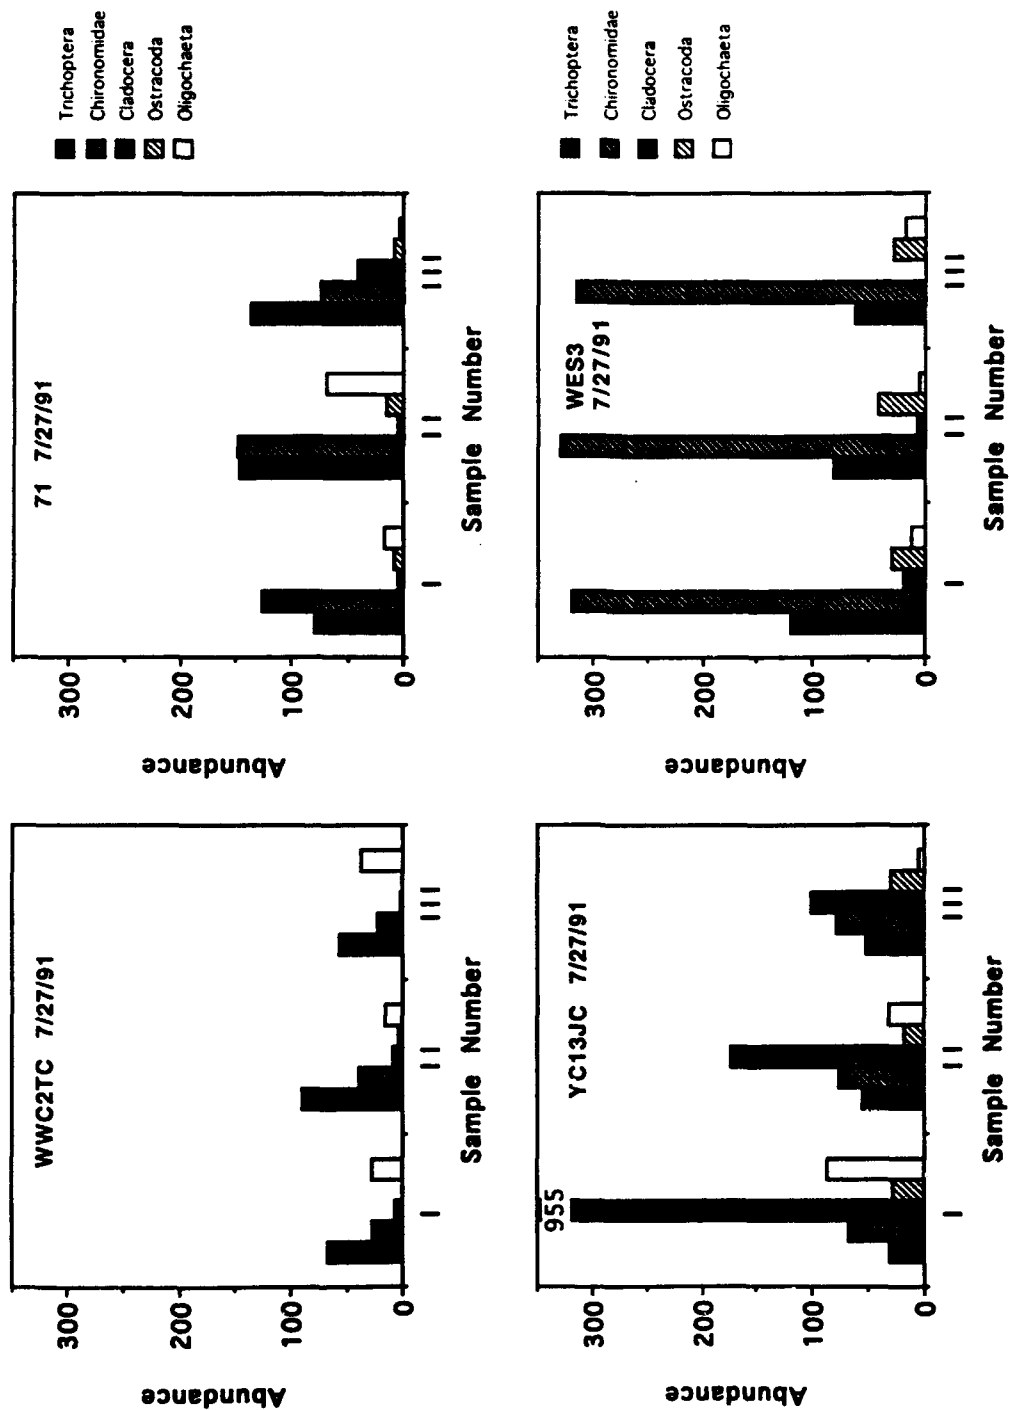 WWC2TC 7/27/91
300
200
100
0
Abundance
I II III
Sample Number
71 7/27/91
300
200
100
0
Abundance
I II III
Sample Number
Trichoptera
Chironomidae
Cladocera
Ostracoda
Oligochaeta
YC13JC 7/27/91
955
300
200
100
0
Abundance
I II III
Sample Number
WES3
7/27/91
300
200
100
0
Abundance
I II III
Sample Number
Trichoptera
Chironomidae
Cladocera
Ostracoda
Oligochaeta